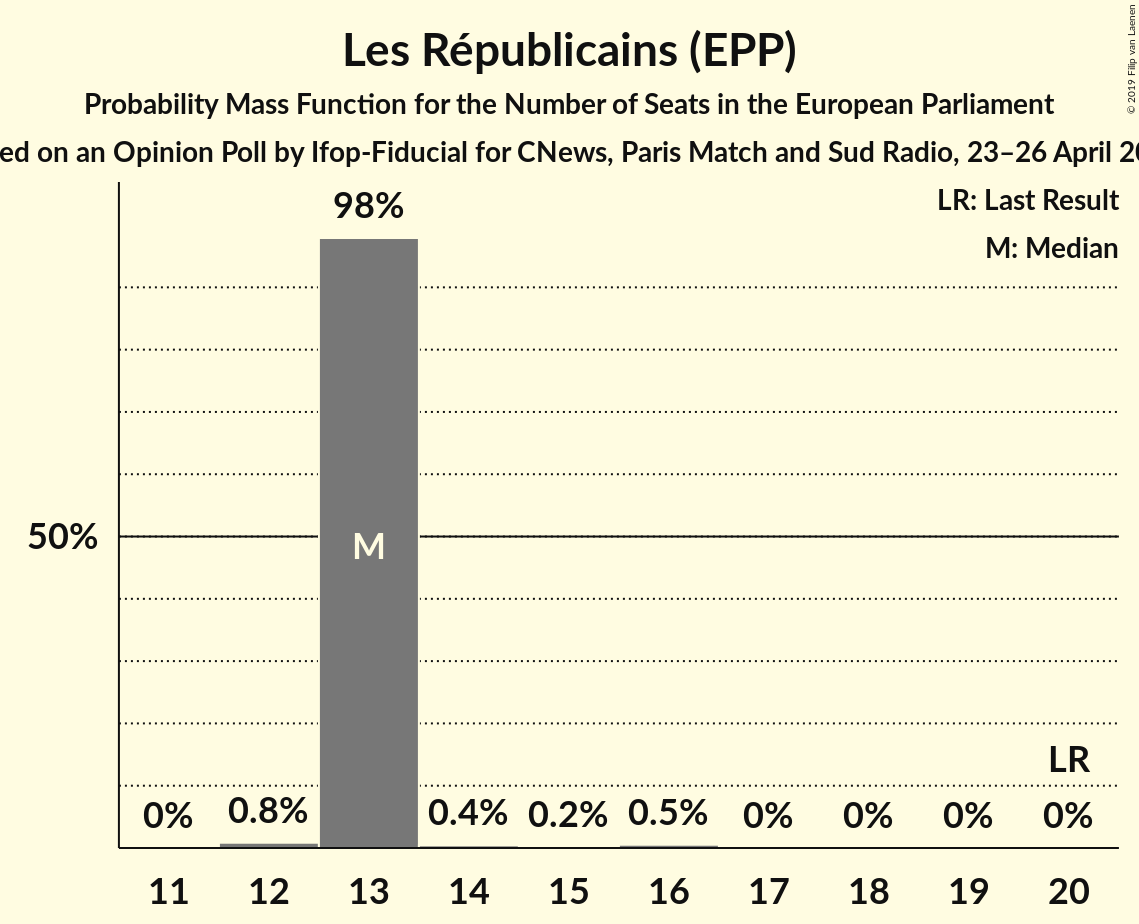 Les Républicains (EPP)
Probability Mass Function for the Number of Seats in the European Parliament
on an Opinion Poll by Ifop-Fiducial for CNews, Paris Match and Sud Radio, 23–26 April
© 2019 Filip van Laenen
LR: Last Result
M: Median
98%
50%
M
LR
0% 0.8% 0.4% 0.2% 0.5% 0% 0% 0% 0%
11 12 13 14 15 16 17 18 19 20